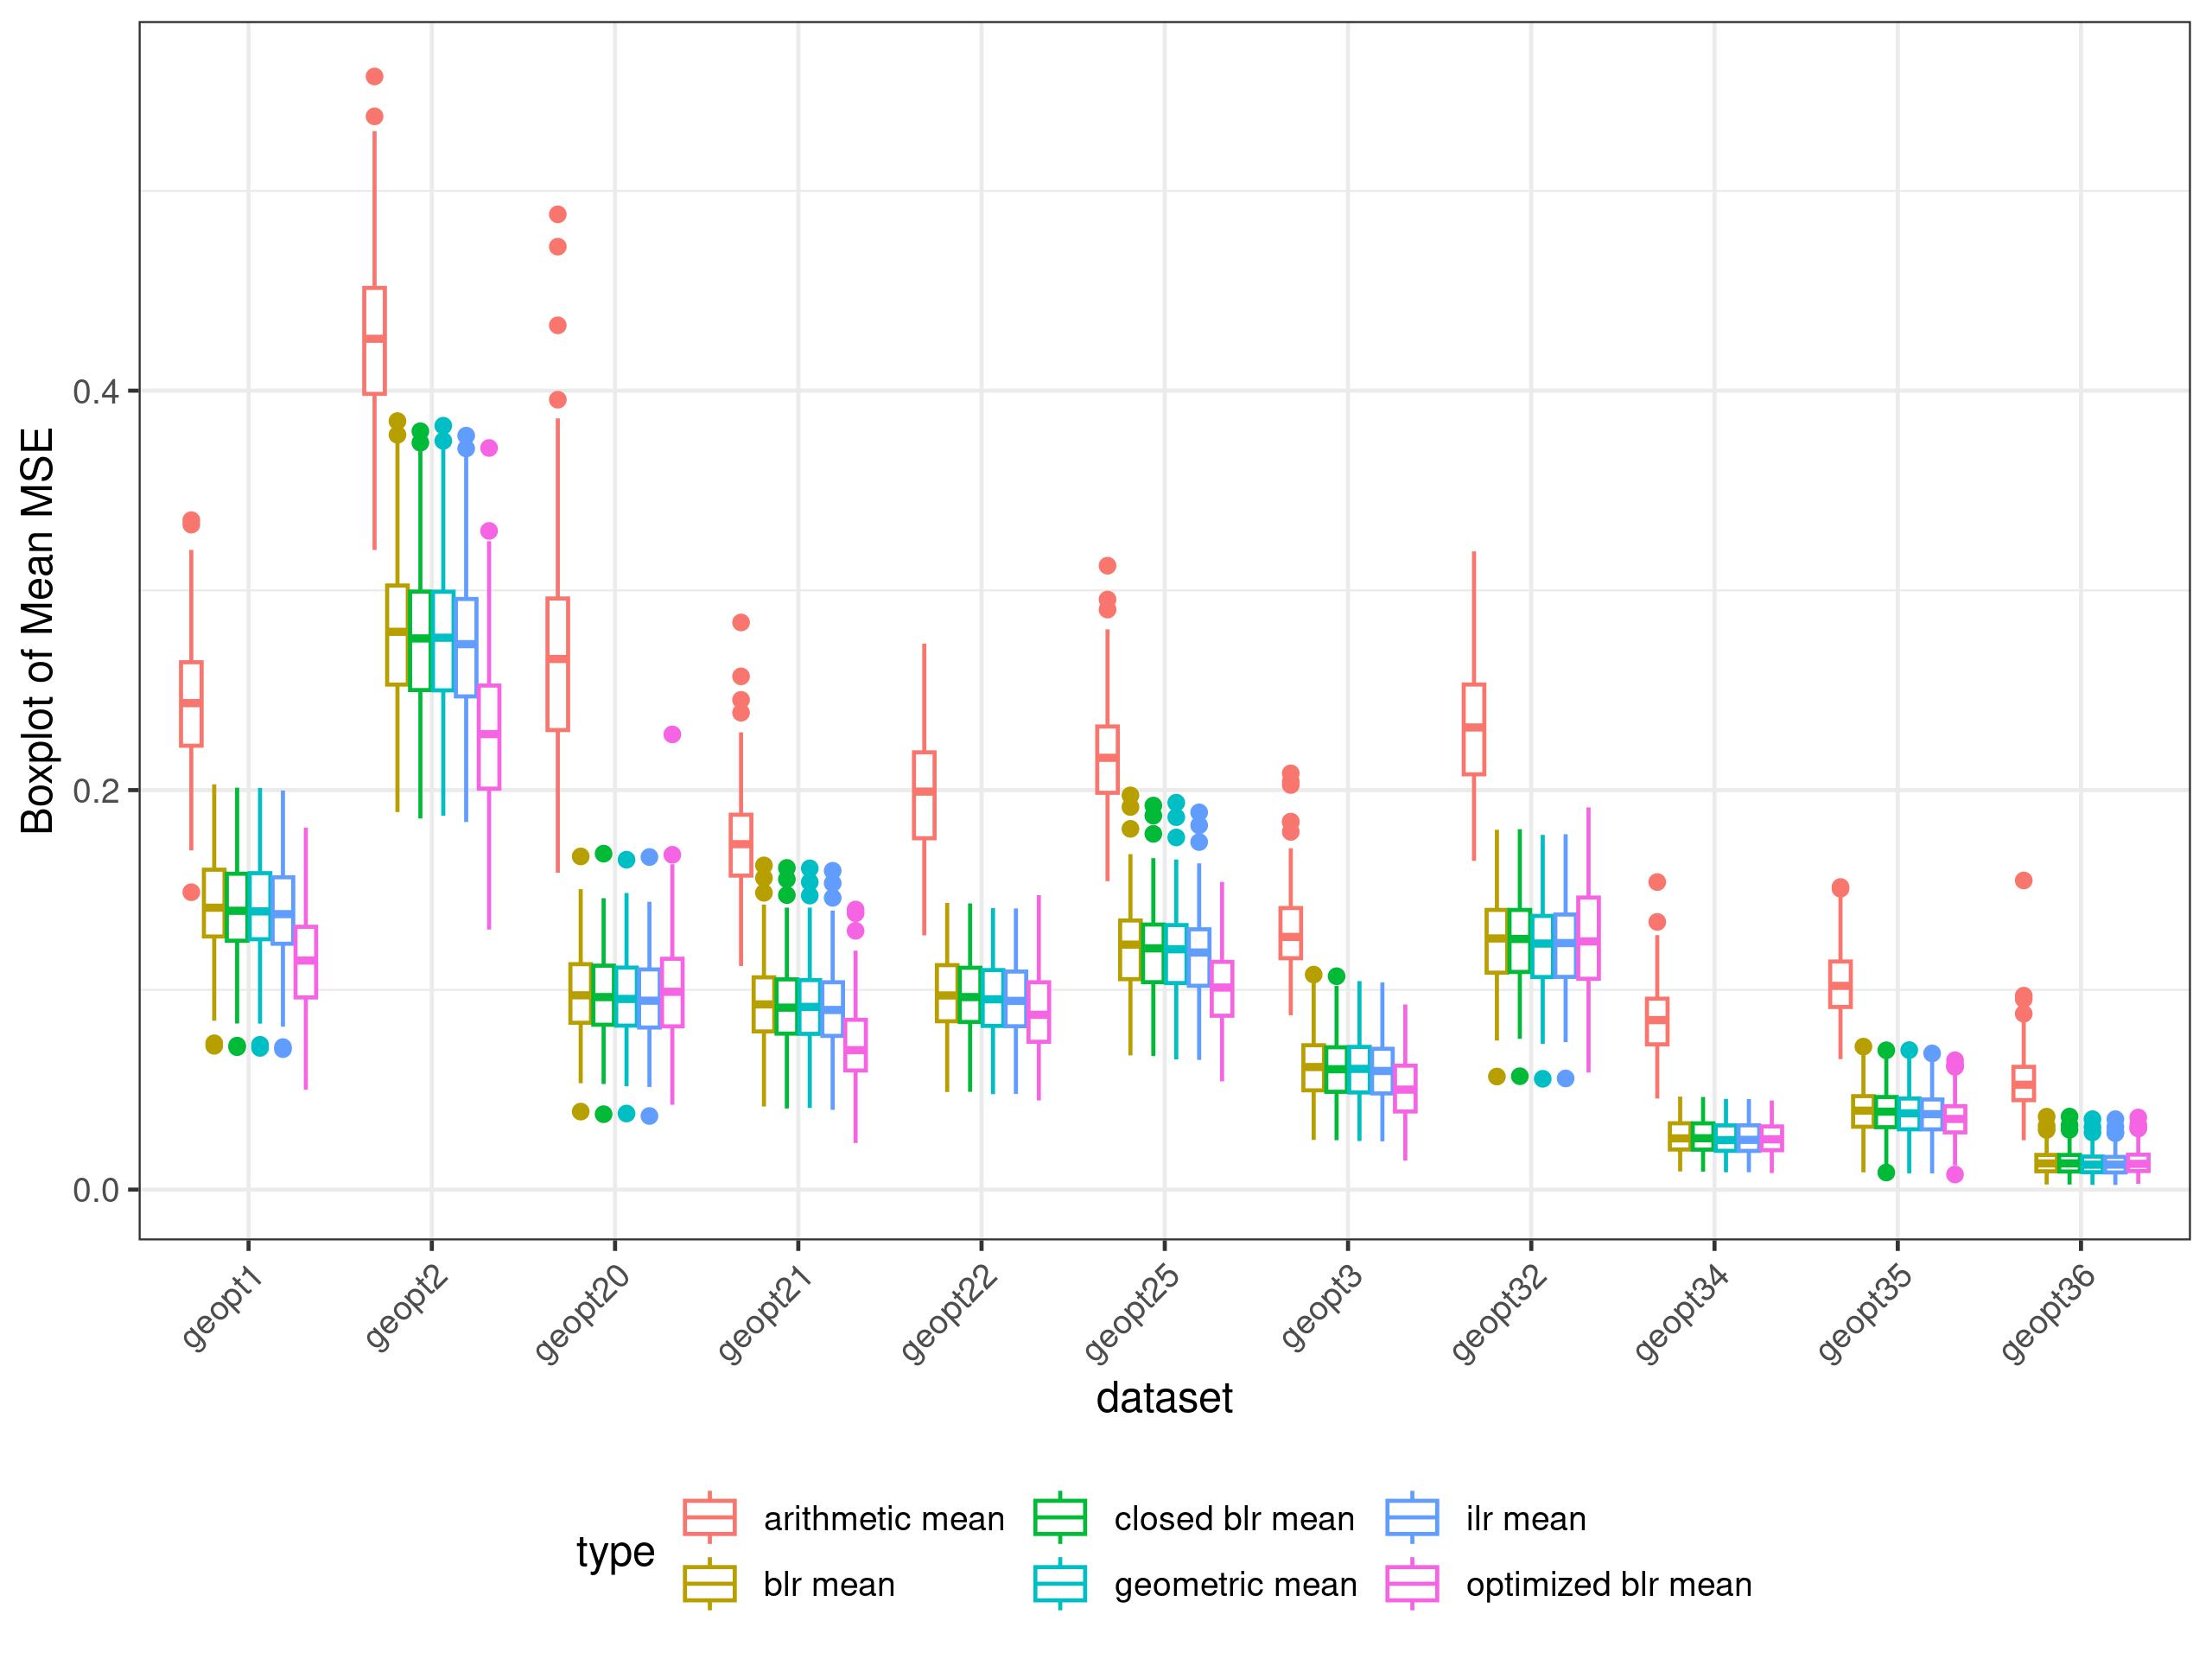 Boxplot of Mean MSE
0.4
0.2
0.0
geopt1
geopt2
geopt20
geopt21
geopt22
geopt25
geopt3
geopt32
geopt34
geopt35
geopt36
dataset
type
arithmetic mean
closed blr mean
ilr mean
blr mean
geometric mean
optimized blr mean